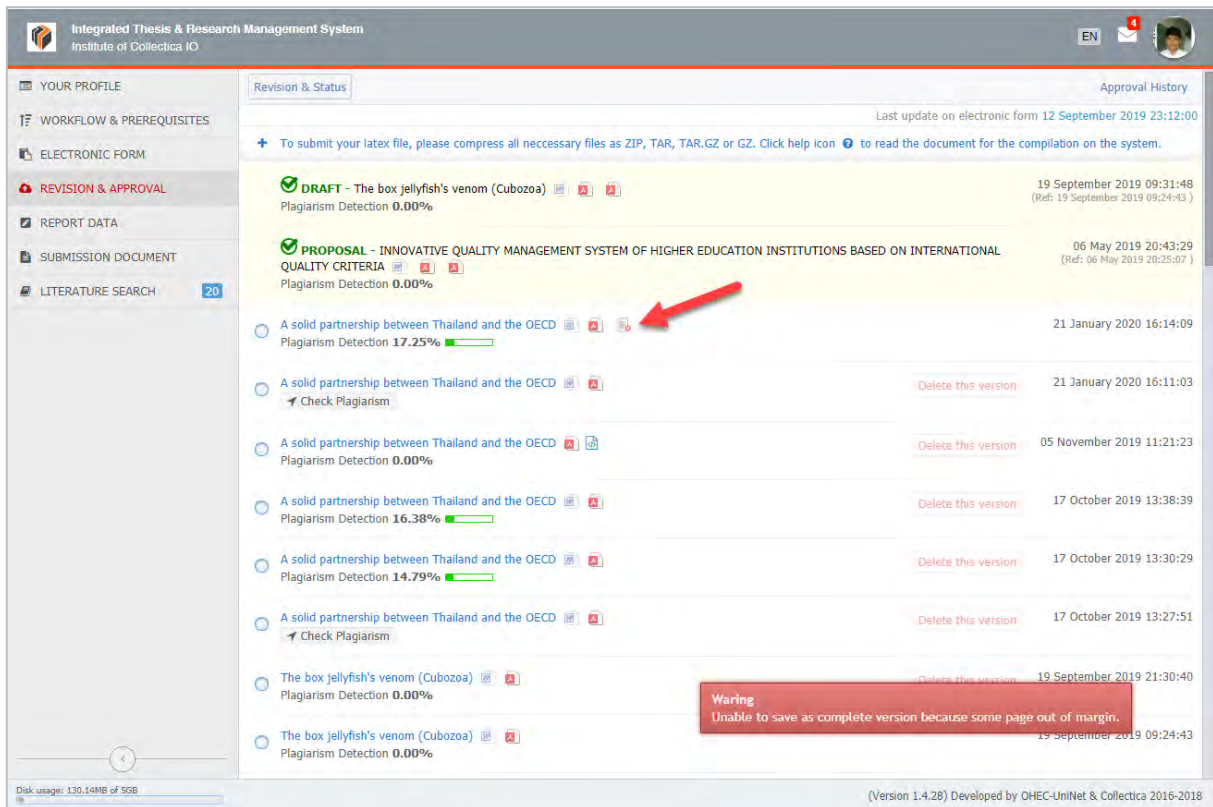 Integrated Thesis & Research Management System
Institute of Collectica IO
EN
4
YOUR PROFILE
WORKFLOW & PREREQUISITES
ELECTRONIC FORM
REVISION & APPROVAL
REPORT DATA
SUBMISSION DOCUMENT
LITERATURE SEARCH 20
Revision & Status
Approval History
Last update on electronic form 12 September 2019 23:12:00
+ To submit your latex file, please compress all neccessary files as ZIP, TAR, TAR.GZ or GZ. Click help icon ? to read the document for the compilation on the system.
DRAFT - The box jellyfish's venom (Cubozoa)
19 September 2019 09:31:48
Plagiarism Detection 0.00%
(Ref: 19 September 2019 09:24:43 )
PROPOSAL - INNOVATIVE QUALITY MANAGEMENT SYSTEM OF HIGHER EDUCATION INSTITUTIONS BASED ON INTERNATIONAL
06 May 2019 20:43:29
QUALITY CRITERIA
(Ref: 06 May 2019 20:25:07 )
Plagiarism Detection 0.00%
A solid partnership between Thailand and the OECD
21 January 2020 16:14:09
Plagiarism Detection 17.25%
A solid partnership between Thailand and the OECD
Delete this version 21 January 2020 16:11:03
Check Plagiarism
A solid partnership between Thailand and the OECD
Delete this version 05 November 2019 11:21:23
Plagiarism Detection 0.00%
A solid partnership between Thailand and the OECD
Delete this version 17 October 2019 13:38:39
Plagiarism Detection 16.38%
A solid partnership between Thailand and the OECD
Delete this version 17 October 2019 13:30:29
Plagiarism Detection 14.79%
A solid partnership between Thailand and the OECD
Delete this version 17 October 2019 13:27:51
Check Plagiarism
The box jellyfish's venom (Cubozoa)
Delete this version 19 September 2019 21:30:40
Plagiarism Detection 0.00%
Waring
Unable to save as complete version because some page out of margin.
The box jellyfish's venom (Cubozoa)
19 September 2019 09:24:43
Plagiarism Detection 0.00%
Disk usage: 130.14MB of 5GB
(Version 1.4.28) Developed by OHEC-UniNet & Collectica 2016-2018